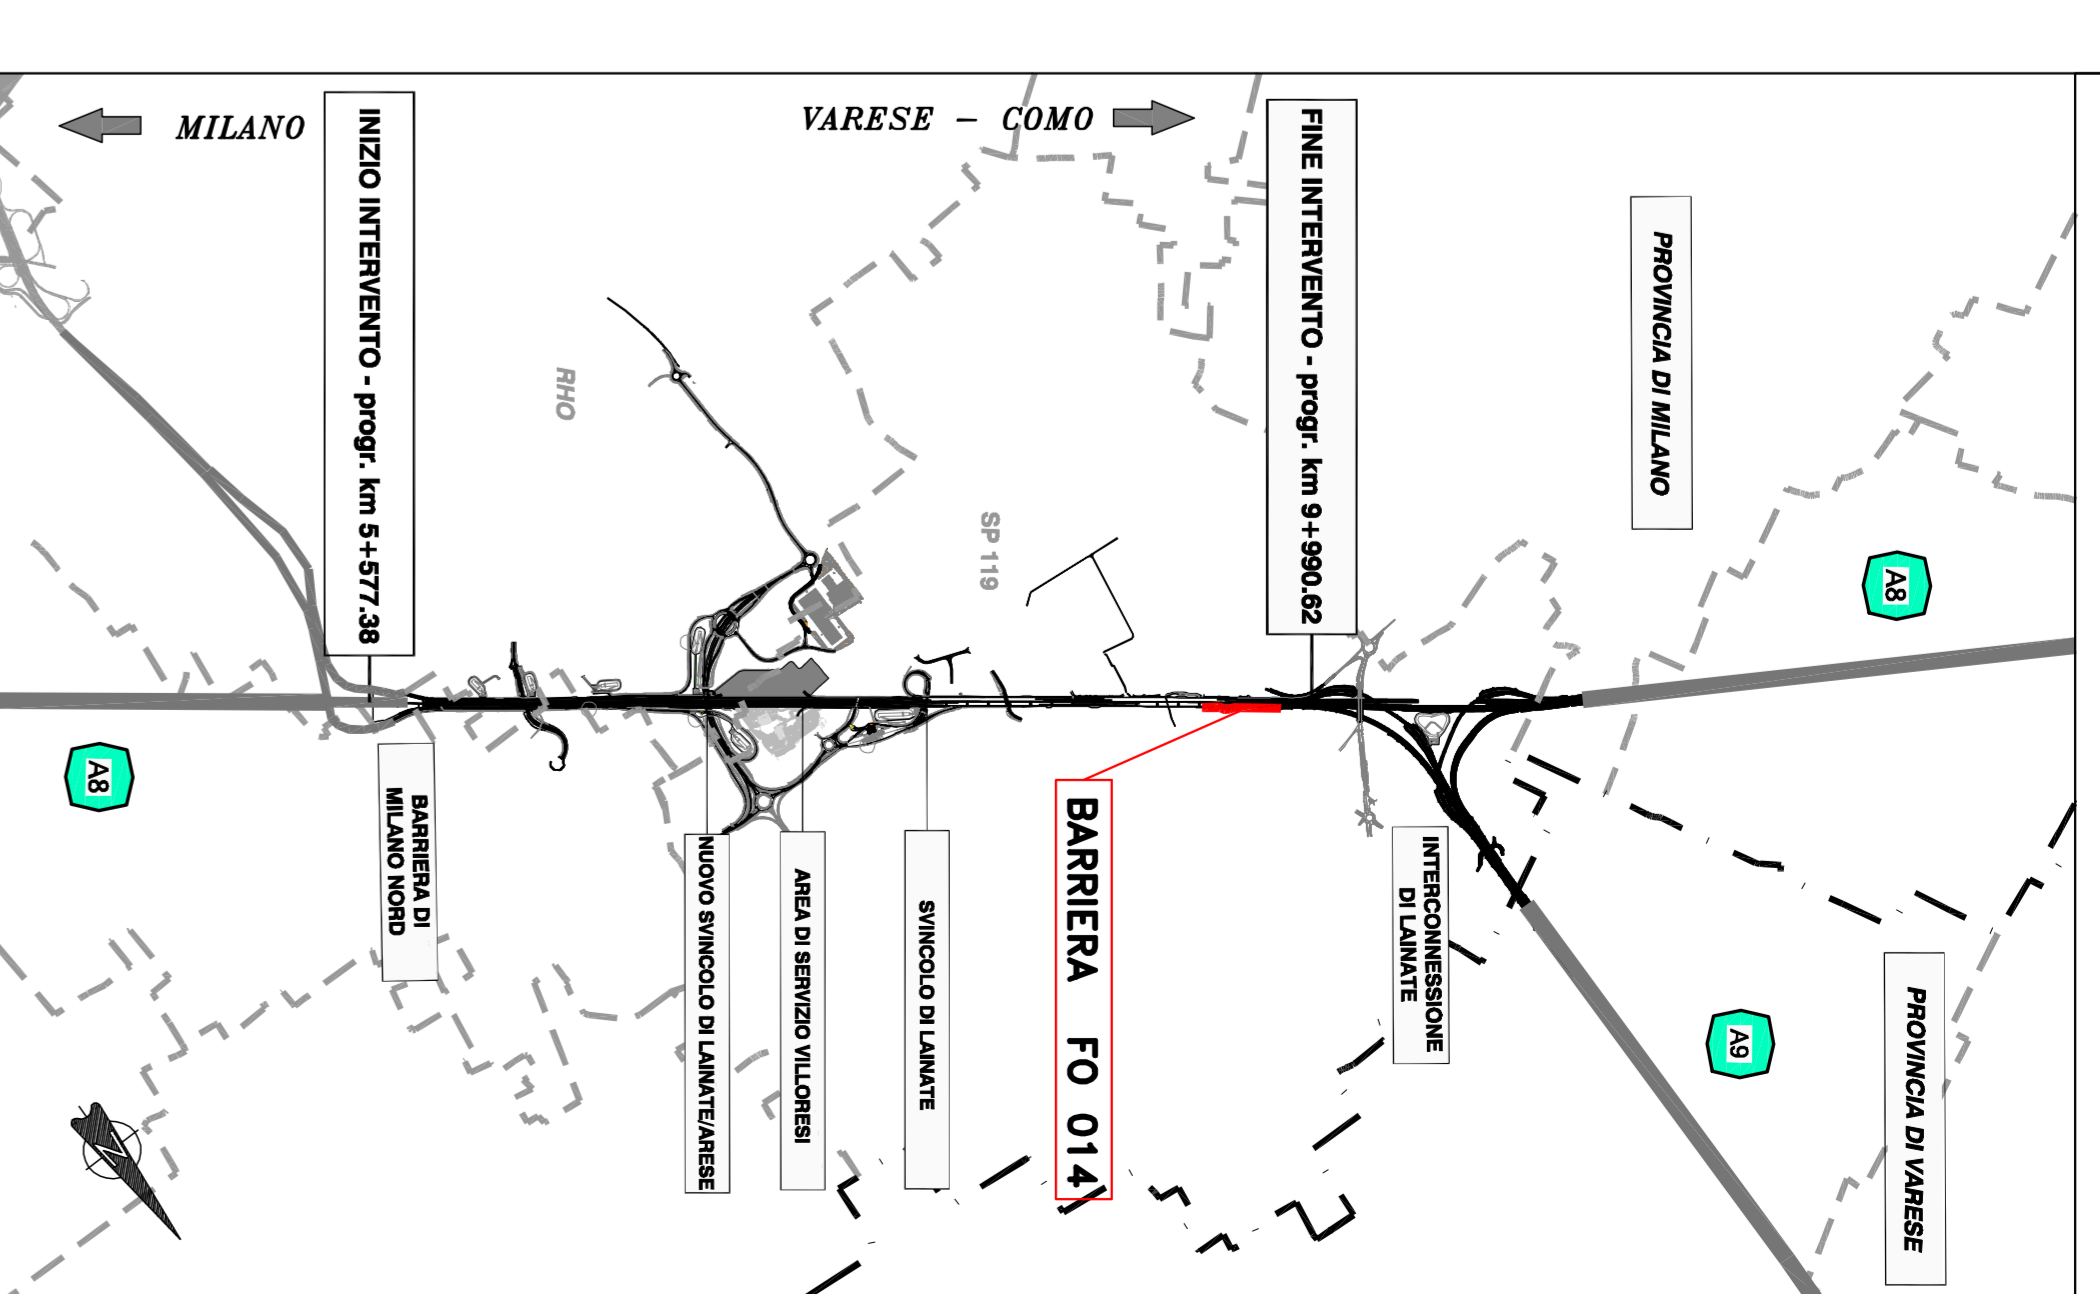 MILANO
VARESE - COMO
INIZIO INTERVENTO - progr. km 5+577.38
FINE INTERVENTO - progr. km 9+990.62
PROVINCIA DI MILANO
RHO
SP 119
A8
A8
BARRIERA DI
MILANO NORD
NUOVO SVINCOLO DI LAINATE/ARESE
AREA DI SERVIZIO VILLORESI
SVINCOLO DI LAINATE
BARRIERA FO 014
INTERCONNESSIONE
DI LAINATE
A9
PROVINCIA DI VARESE
N